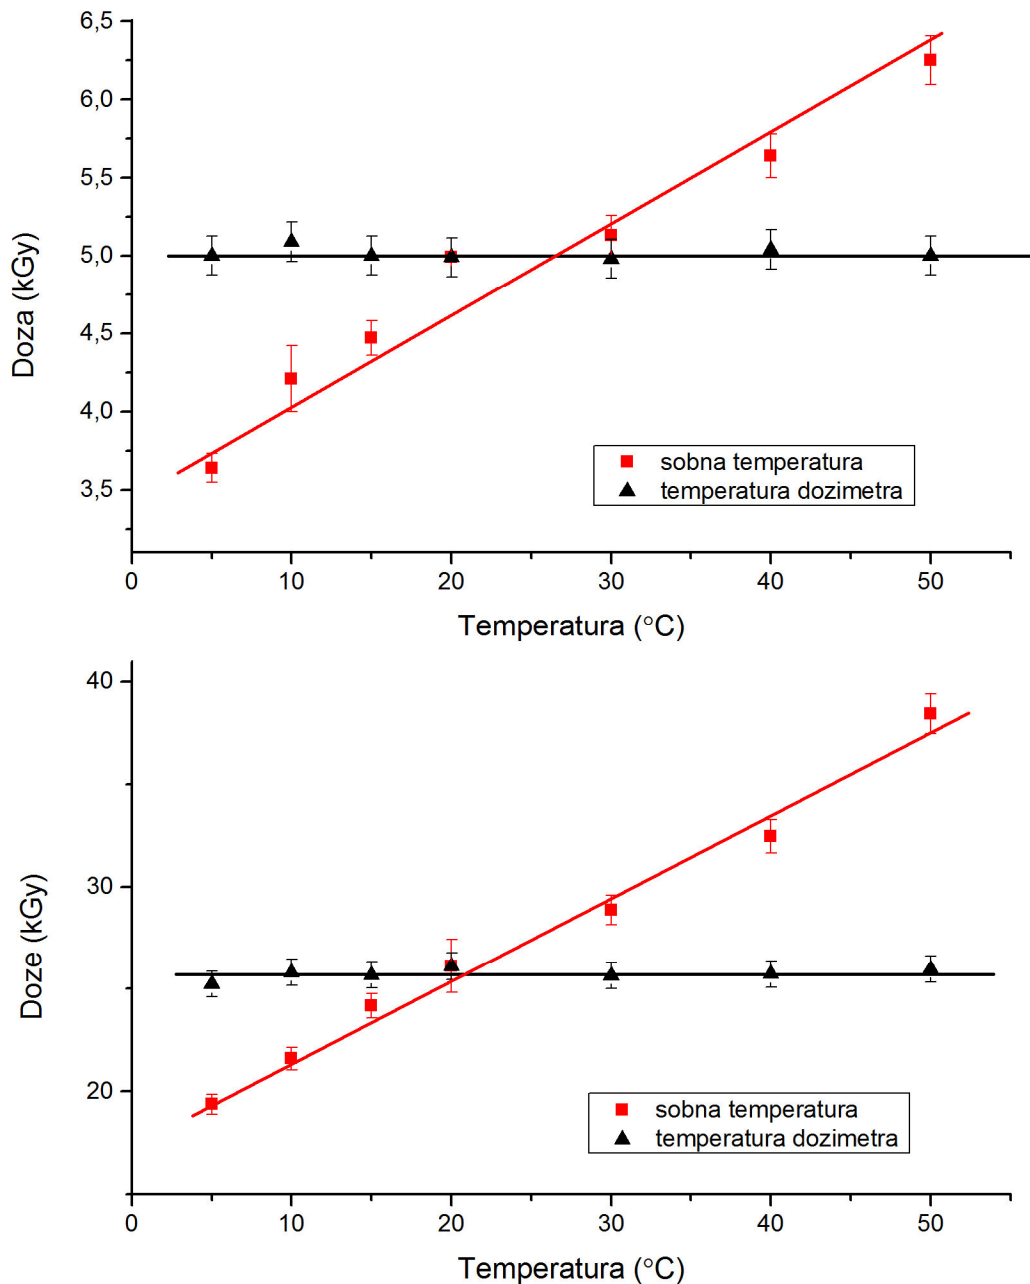 6,5
6,0
5,5
5,0
4,5
4,0
3,5
Doza (kGy)
sobna temperatura
temperatura dozimetra
0 10 20 30 40 50
Temperatura (°C)
40
30
20
Doze (kGy)
sobna temperatura
temperatura dozimetra
0 10 20 30 40 50
Temperatura (°C)